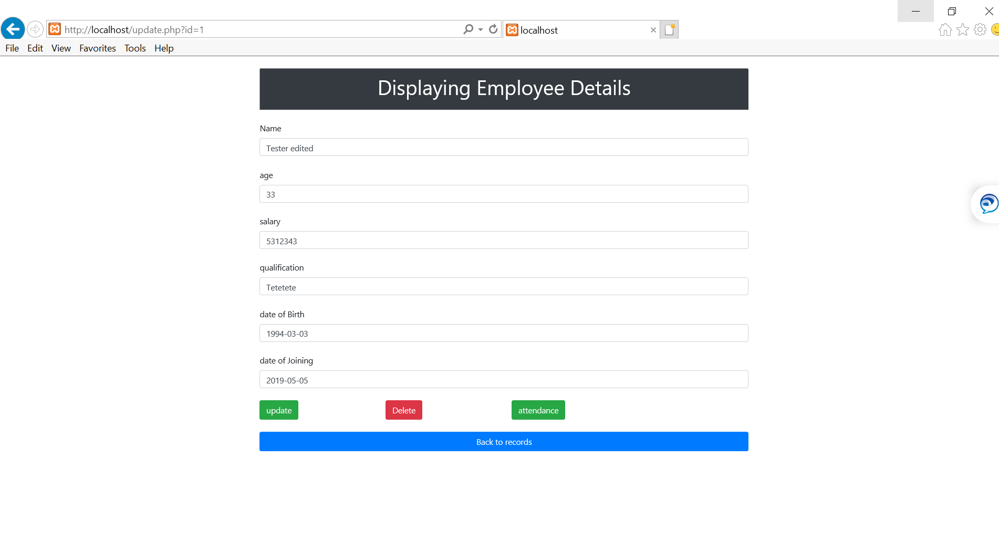 http://localhost/update.php?id=1
localhost
File Edit View Favorites Tools Help
Displaying Employee Details
Name
Tester edited
age
33
salary
5312343
qualification
Tetetete
date of Birth
1994-03-03
date of Joining
2019-05-05
update Delete attendance
Back to records